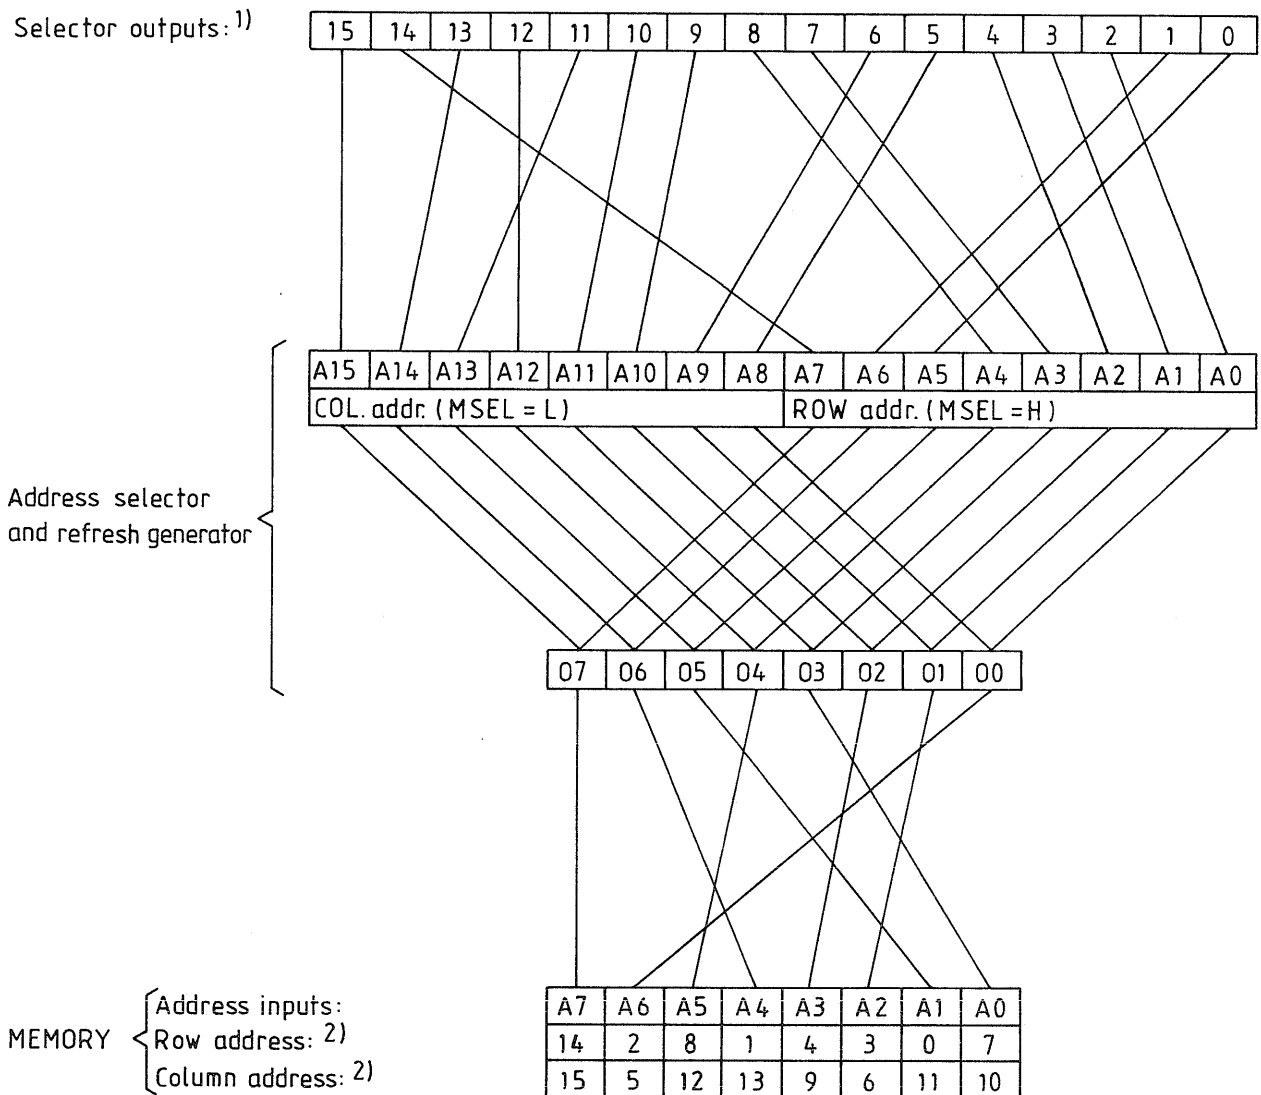 Selector outputs: 1)
15 14 13 12 11 10 9 8 7 6 5 4 3 2 1 0
A15 A14 A13 A12 A11 A10 A9 A8 A7 A6 A5 A4 A3 A2 A1 A0
COL. addr. (MSEL = L) ROW addr. (MSEL = H)
Address selector
and refresh generator
07 06 05 04 03 02 01 00
Address inputs: A7 A6 A5 A4 A3 A2 A1 A0
MEMORY Row address: 2) 14 2 8 1 4 3 0 7
Column address: 2) 15 5 12 13 9 6 11 10